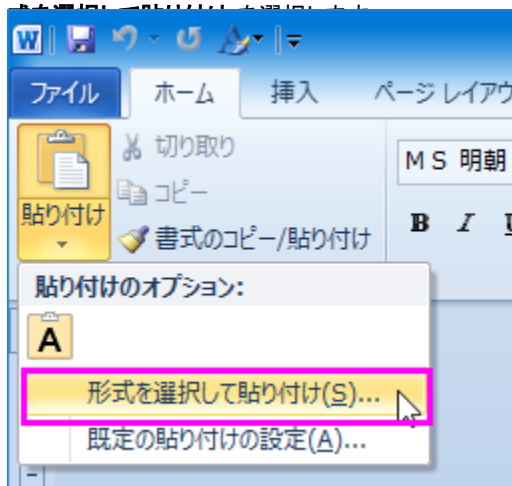 W
ファイル ホーム 挿入 ページ レイアウ
貼り付け
切り取り
コピー
書式のコピー/貼り付け
MS 明朝
B I U
貼り付けのオプション:
A
形式を選択して貼り付け(S)...
既定の貼り付けの設定(A)...